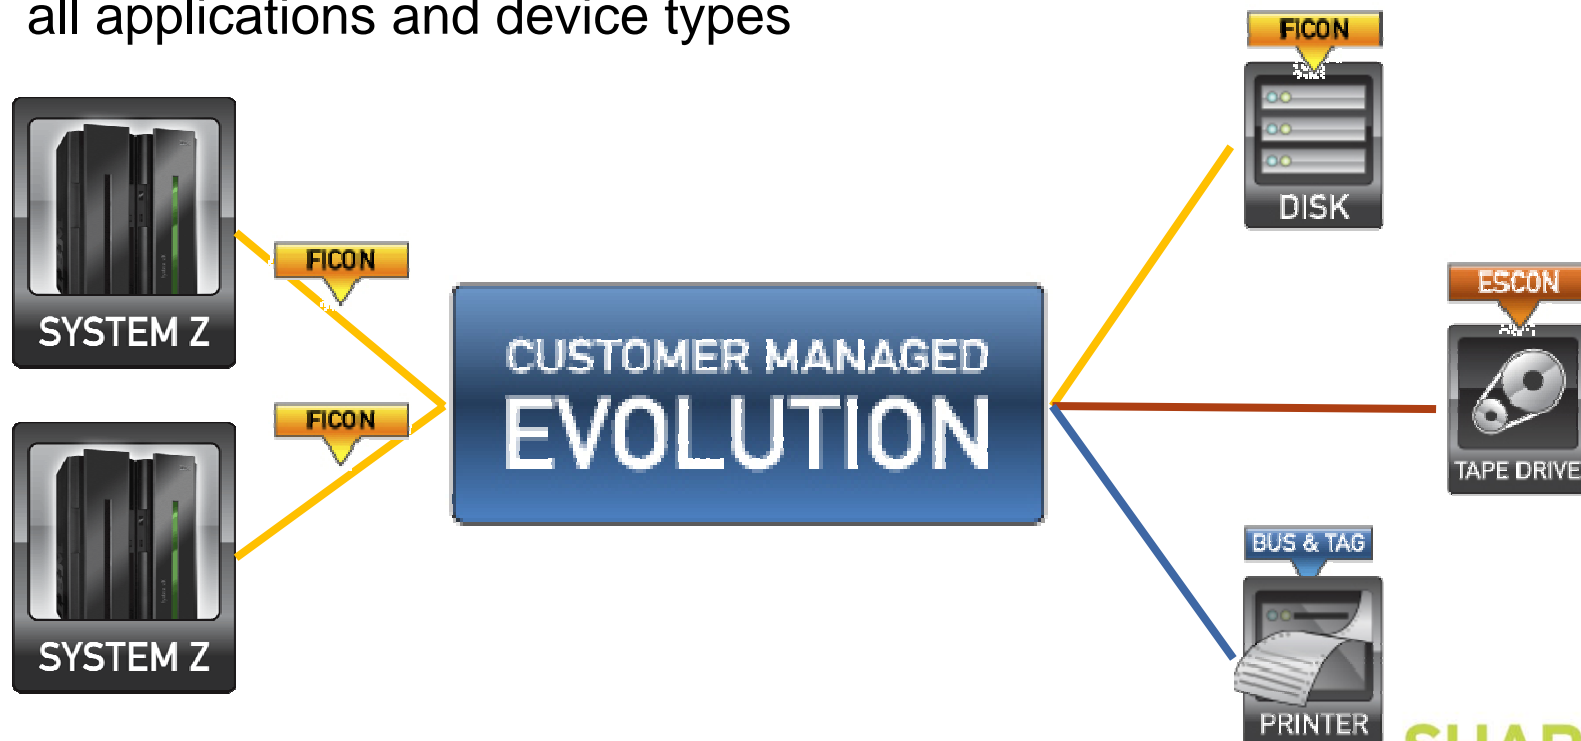 all applications and device types
FICON
DISK
FICON
SYSTEM Z
ESCON
TAPE DRIVE
CUSTOMER MANAGED
EVOLUTION
FICON
SYSTEM Z
BUS & TAG
PRINTER